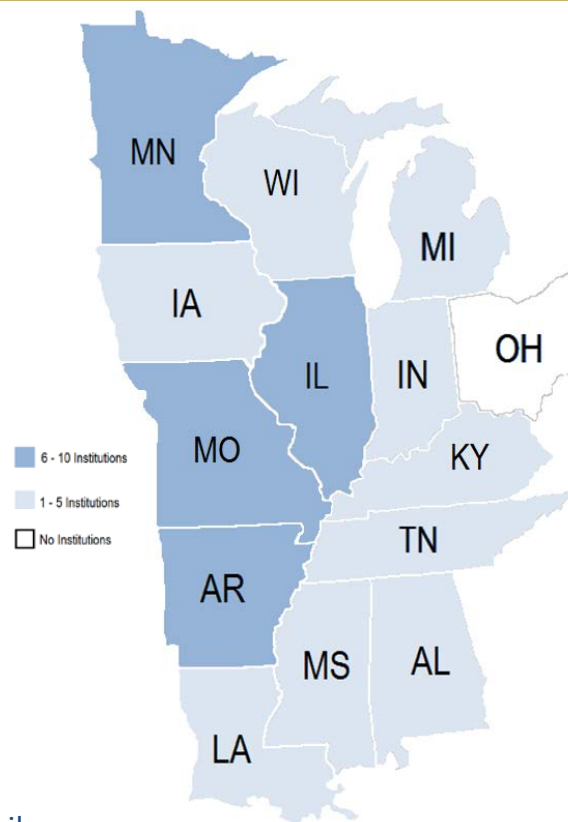 MN
WI
MI
IA
IL
IN
OH
MO
KY
6 - 10 Institutions
1 - 5 Institutions
No Institutions
TN
AR
MS
AL
LA